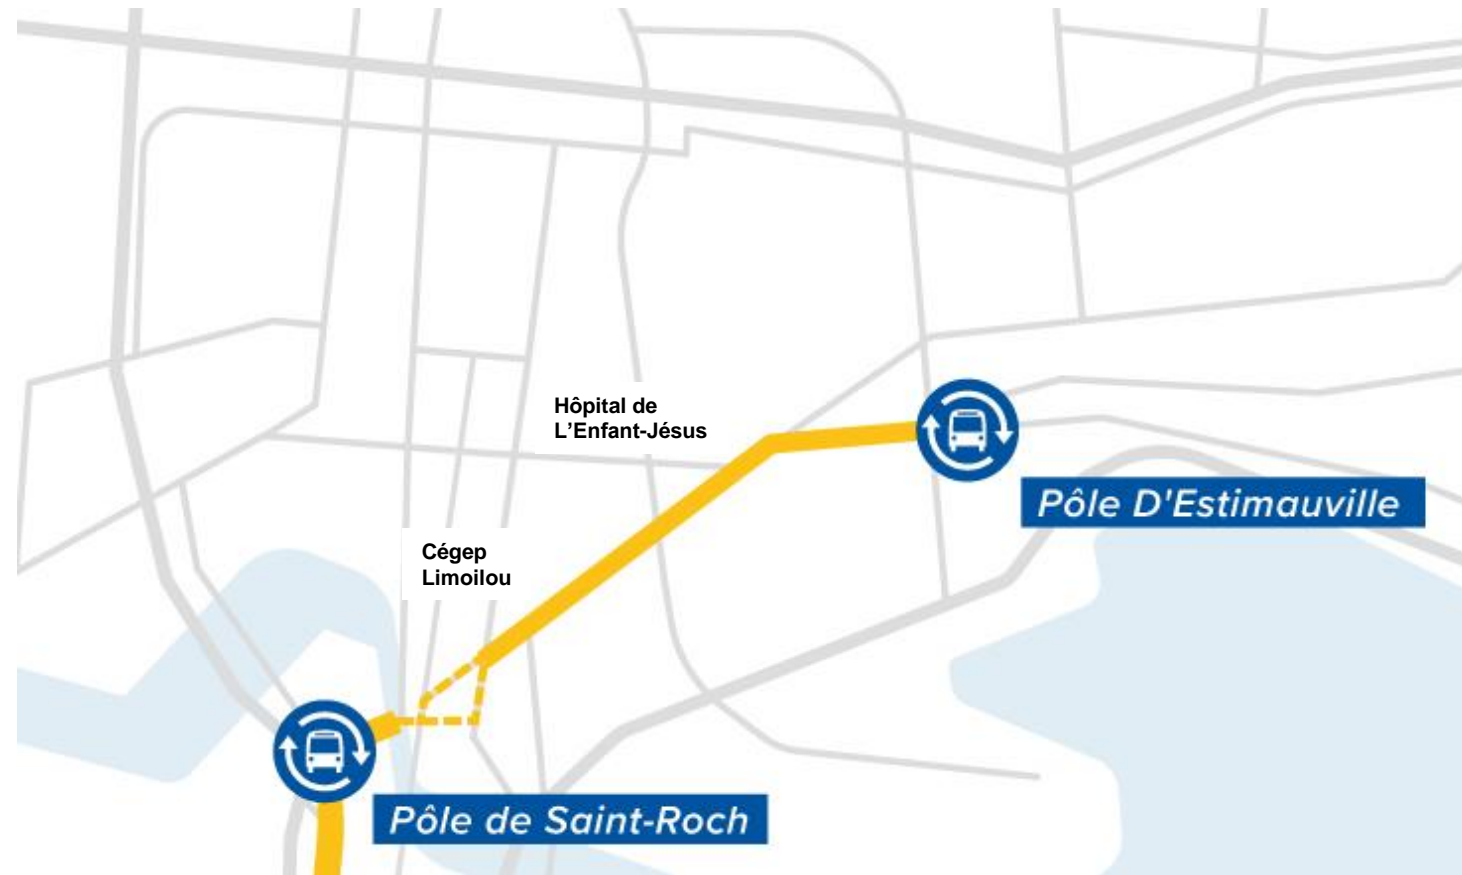 Hôpital de
L'Enfant-Jésus
Pôle D'Estimauville
Cégep
Limoilou
Pôle de Saint-Roch